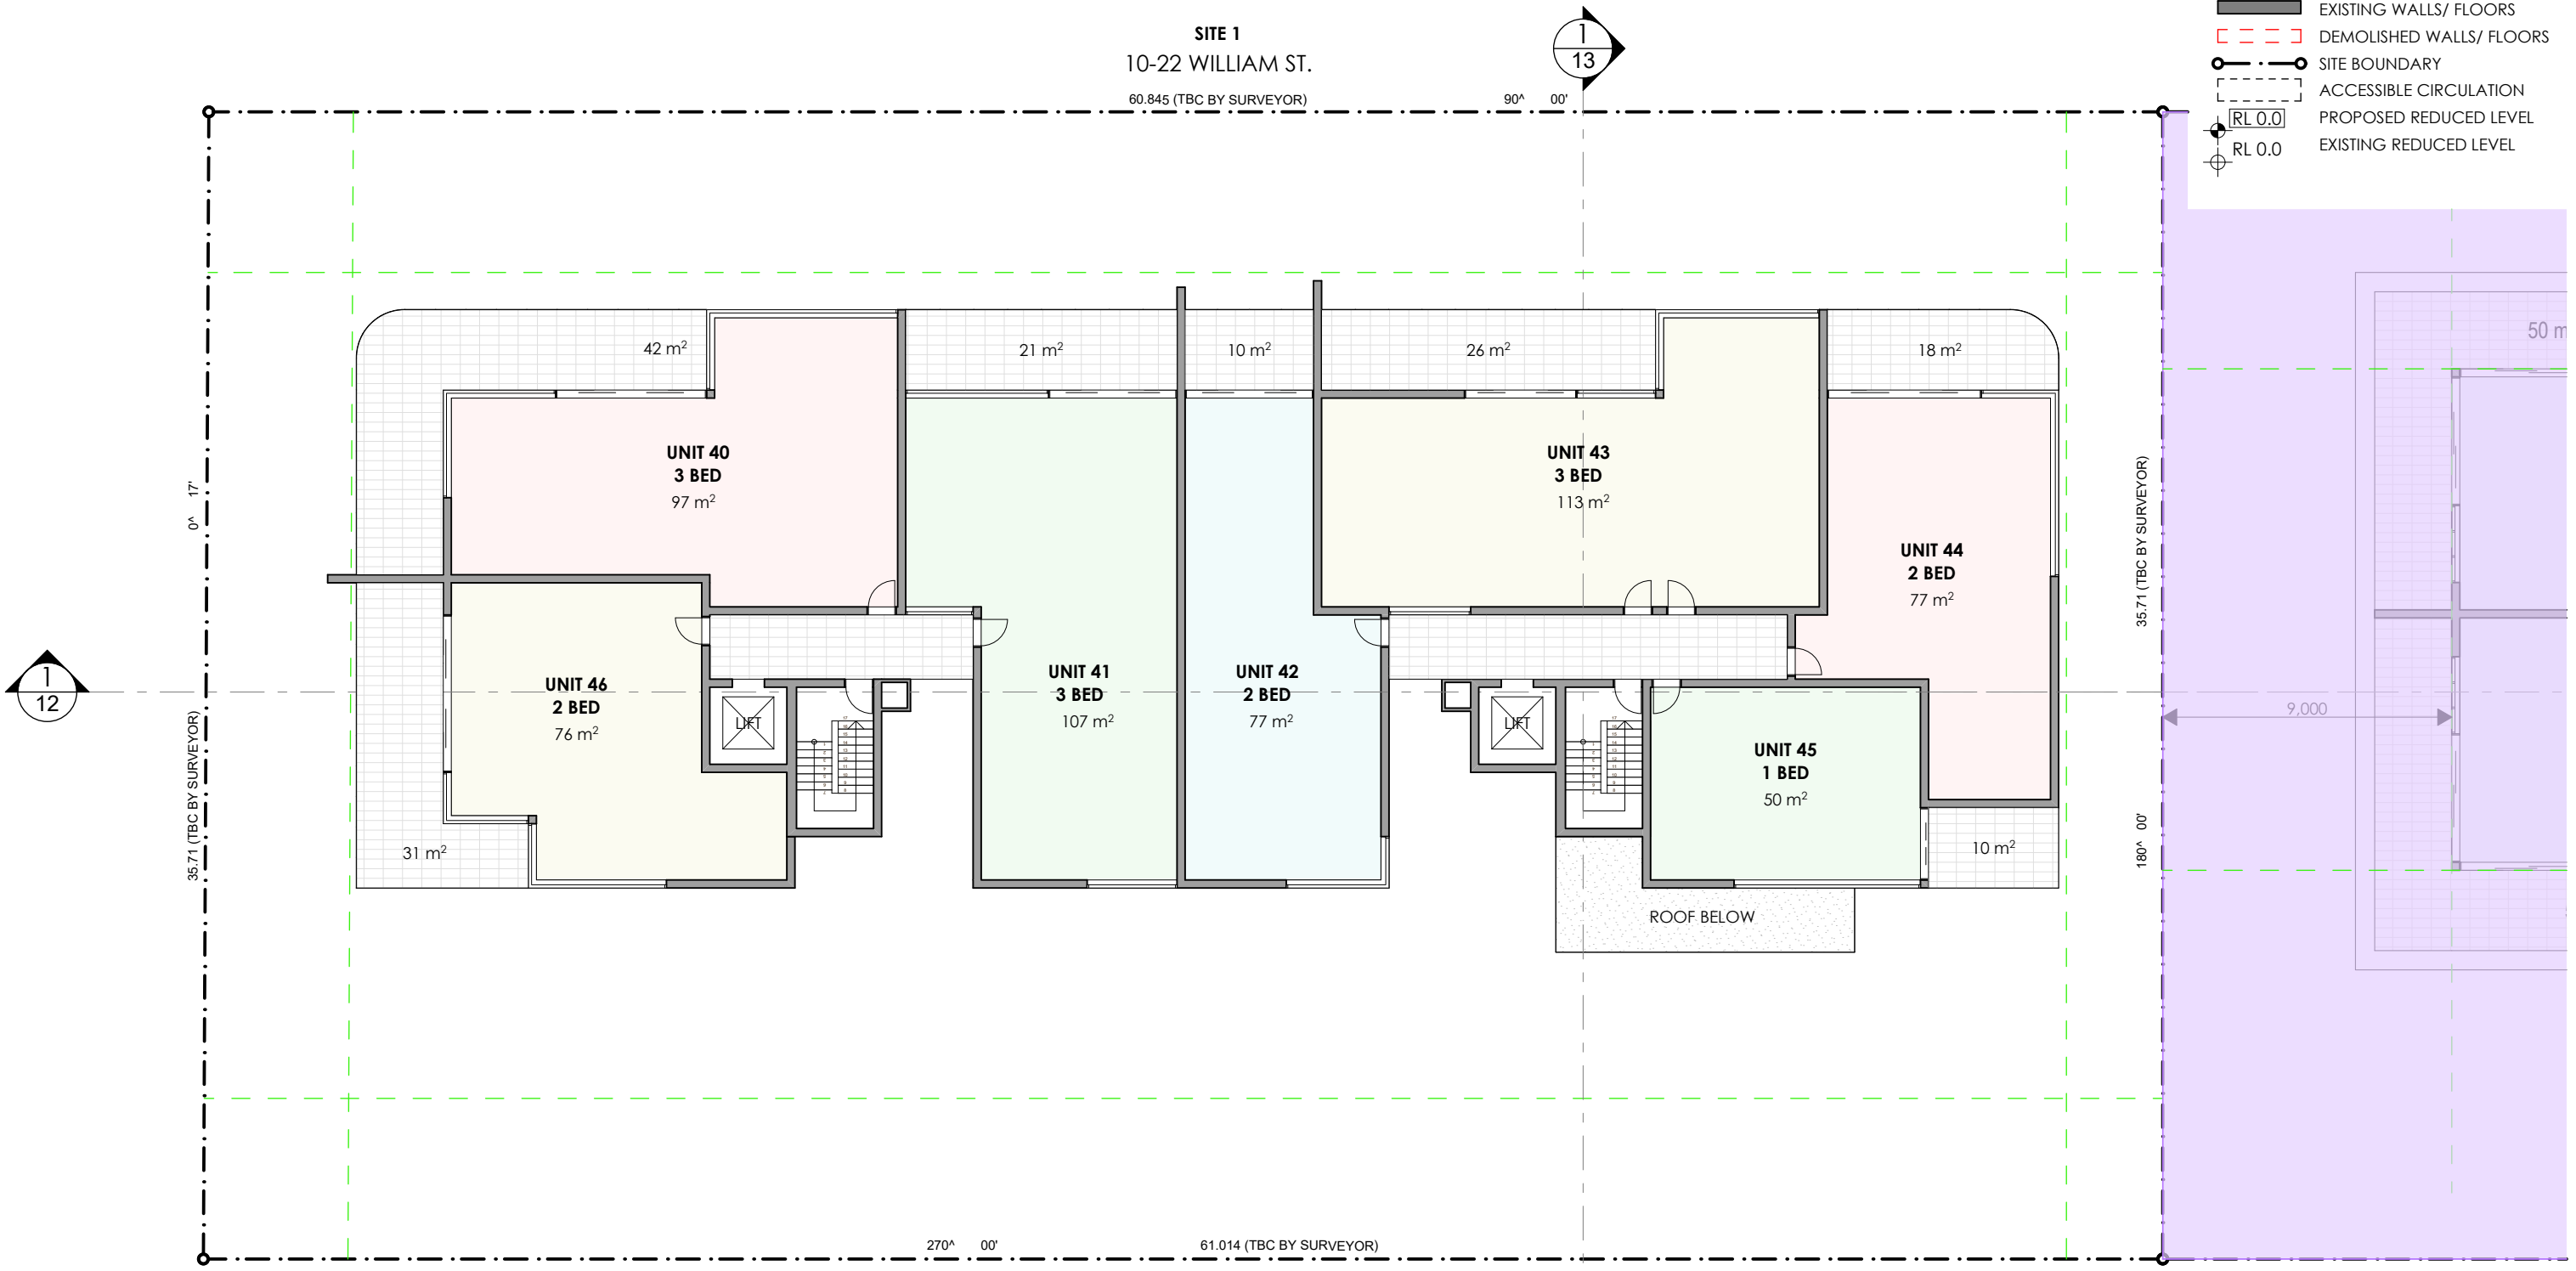 SITE 1
10-22 WILLIAM ST.
1
13
60.845 (TBC BY SURVEYOR)
90^ 00'
EXISTING WALLS/ FLOORS
DEMOLISHED WALLS/ FLOORS
SITE BOUNDARY
ACCESSIBLE CIRCULATION
RL 0.0 PROPOSED REDUCED LEVEL
RL 0.0 EXISTING REDUCED LEVEL
42 m²
21 m²
10 m²
26 m²
18 m²
50 m
UNIT 40
3 BED
97 m²
UNIT 43
3 BED
113 m²
0^ 17'
35.71 (TBC BY SURVEYOR)
UNIT 44
2 BED
77 m²
35.71 (TBC BY SURVEYOR)
180^ 00'
1
12
UNIT 46
2 BED
76 m²
LIFT
UNIT 41
3 BED
107 m²
UNIT 42
2 BED
77 m²
LIFT
UNIT 45
1 BED
50 m²
9,000
31 m²
10 m²
ROOF BELOW
270^ 00'
61.014 (TBC BY SURVEYOR)